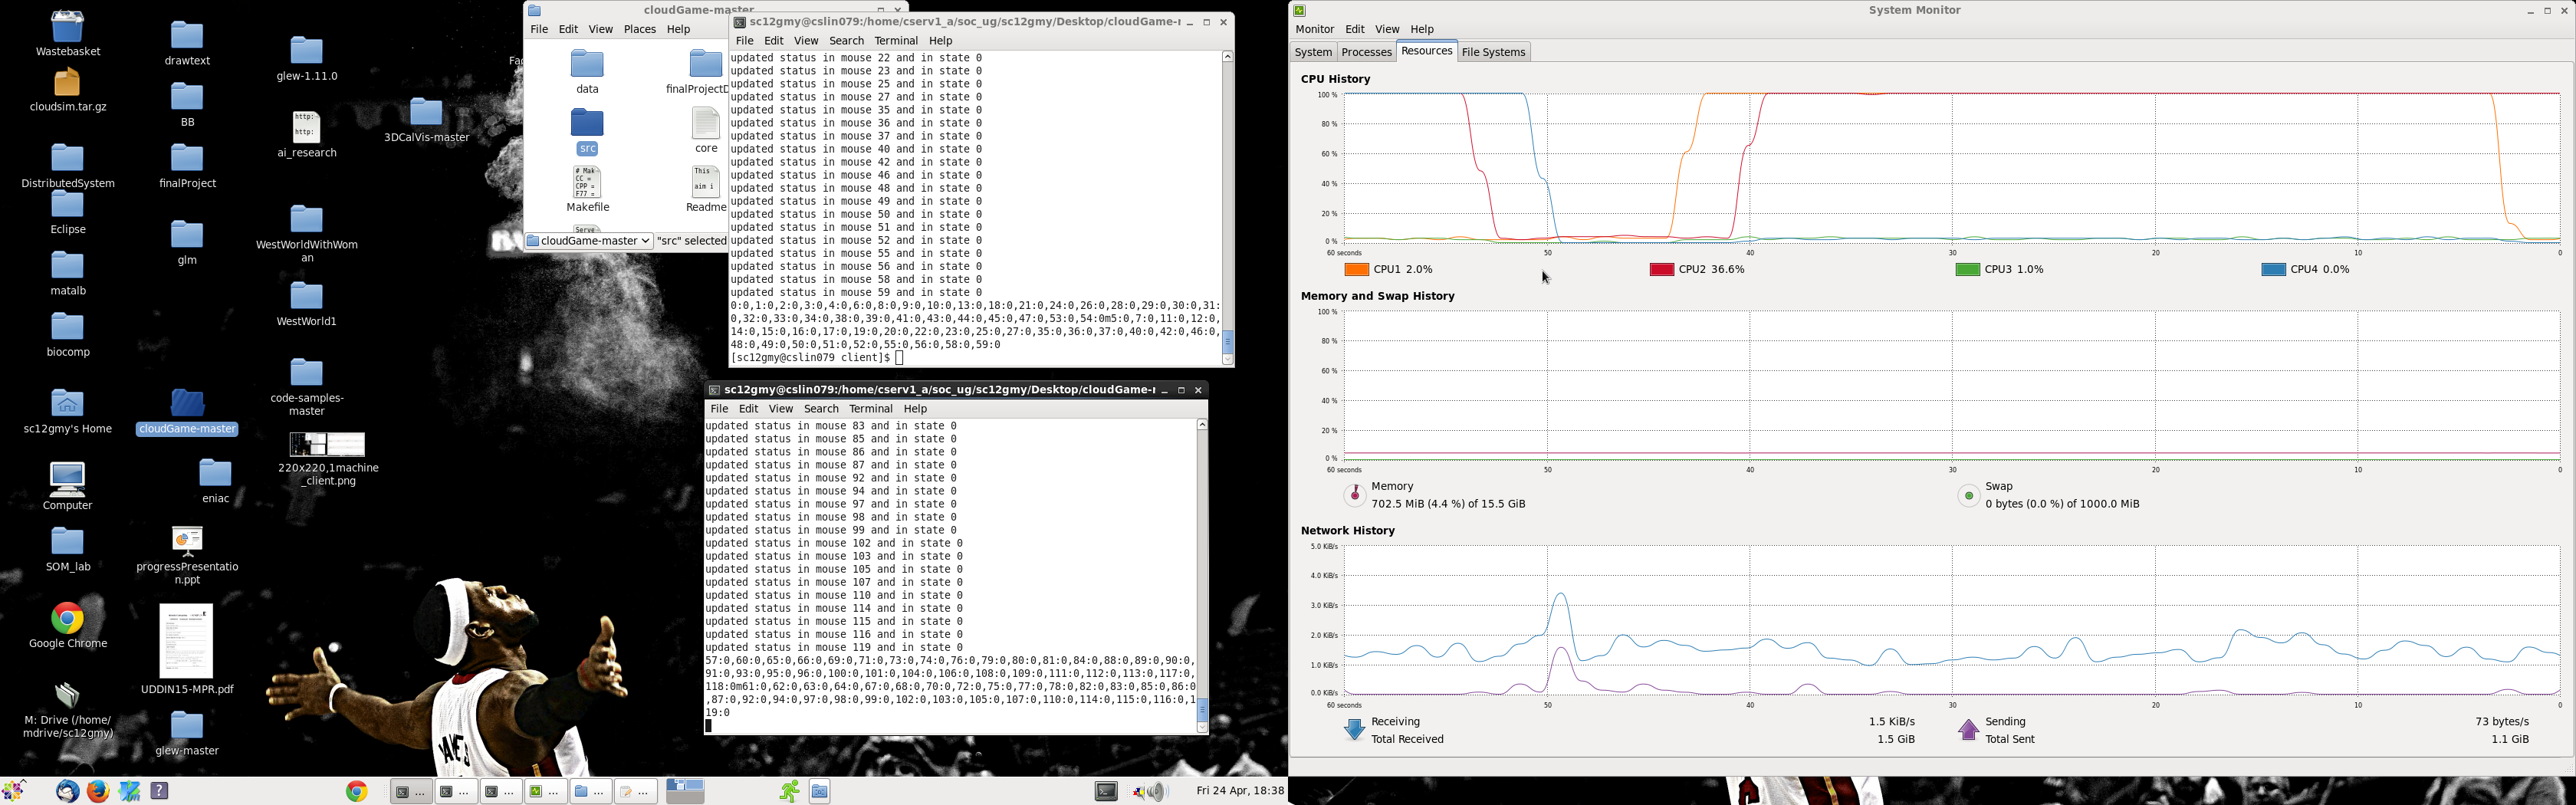 Wastebasket
cloudsim.tar.gz
DistributedSystem
Eclipse
matalb
biocomp
sc12gmy's Home
Computer
SOM_lab
Google Chrome
M: Drive (/home/
mdrive/sc12gmy)
drawtext
BB
finalProject
glm
cloudGame-master
eniac
progressPresentatio
n.ppt
UDDIN15-MPR.pdf
glew-master
glew-1.11.0
http:
http:
ai_research
WestWorldWithWom
an
WestWorld1
code-samples-
master
220x220,1machine
_client.png
3DCalVis-master
cloudGame-master
File Edit View Places Help
data
finalProjectD
src
core
# Mak
CC =
CPP =
F77 =
Makefile
This
aim i
Readme
Serve
cloudGame-master
"src" selected
sc12gmy@cslin079:/home/cserv1_a/soc_ug/sc12gmy/Desktop/cloudGame-
File Edit View Search Terminal Help
updated status in mouse 22 and in state 0
updated status in mouse 23 and in state 0
updated status in mouse 25 and in state 0
updated status in mouse 27 and in state 0
updated status in mouse 35 and in state 0
updated status in mouse 36 and in state 0
updated status in mouse 37 and in state 0
updated status in mouse 40 and in state 0
updated status in mouse 42 and in state 0
updated status in mouse 46 and in state 0
updated status in mouse 48 and in state 0
updated status in mouse 49 and in state 0
updated status in mouse 50 and in state 0
updated status in mouse 51 and in state 0
updated status in mouse 52 and in state 0
updated status in mouse 55 and in state 0
updated status in mouse 56 and in state 0
updated status in mouse 58 and in state 0
updated status in mouse 59 and in state 0
0:0,1:0,2:0,3:0,4:0,6:0,8:0,9:0,10:0,13:0,18:0,21:0,24:0,26:0,28:0,29:0,30:0,31:
0,32:0,33:0,34:0,38:0,39:0,41:0,43:0,44:0,45:0,47:0,53:0,54:0m5:0,7:0,11:0,12:0,
14:0,15:0,16:0,17:0,19:0,20:0,22:0,23:0,25:0,27:0,35:0,36:0,37:0,40:0,42:0,46:0,
48:0,49:0,50:0,51:0,52:0,55:0,56:0,58:0,59:0
[sc12gmy@cslin079 client]$
sc12gmy@cslin079:/home/cserv1_a/soc_ug/sc12gmy/Desktop/cloudGame-
File Edit View Search Terminal Help
updated status in mouse 83 and in state 0
updated status in mouse 85 and in state 0
updated status in mouse 86 and in state 0
updated status in mouse 87 and in state 0
updated status in mouse 92 and in state 0
updated status in mouse 94 and in state 0
updated status in mouse 97 and in state 0
updated status in mouse 98 and in state 0
updated status in mouse 99 and in state 0
updated status in mouse 102 and in state 0
updated status in mouse 103 and in state 0
updated status in mouse 105 and in state 0
updated status in mouse 107 and in state 0
updated status in mouse 110 and in state 0
updated status in mouse 114 and in state 0
updated status in mouse 115 and in state 0
updated status in mouse 116 and in state 0
updated status in mouse 119 and in state 0
57:0,60:0,65:0,66:0,69:0,71:0,73:0,74:0,76:0,79:0,80:0,81:0,84:0,88:0,89:0,90:0,
91:0,93:0,95:0,96:0,100:0,101:0,104:0,106:0,108:0,109:0,111:0,112:0,113:0,117:0,
118:0m61:0,62:0,63:0,64:0,67:0,68:0,70:0,72:0,75:0,77:0,78:0,82:0,83:0,85:0,86:0
,87:0,92:0,94:0,97:0,98:0,99:0,102:0,103:0,105:0,107:0,110:0,114:0,115:0,116:0,1
19:0
Fri 24 Apr, 18:38
System Monitor
Monitor Edit View Help
System Processes Resources File Systems
CPU History
100 %
80 %
60 %
40 %
20 %
0 %
60 seconds 50 40 30 20 10 0
CPU1 2.0% CPU2 36.6% CPU3 1.0% CPU4 0.0%
Memory and Swap History
100 %
80 %
60 %
40 %
20 %
0 %
60 seconds 50 40 30 20 10 0
Memory
702.5 MiB (4.4 %) of 15.5 GiB
Swap
0 bytes (0.0 %) of 1000.0 MiB
Network History
5.0 KiB/s
4.0 KiB/s
3.0 KiB/s
2.0 KiB/s
1.0 KiB/s
0.0 KiB/s
60 seconds 50 40 30 20 10 0
Receiving 1.5 KiB/s
Total Received 1.5 GiB
Sending 73 bytes/s
Total Sent 1.1 GiB